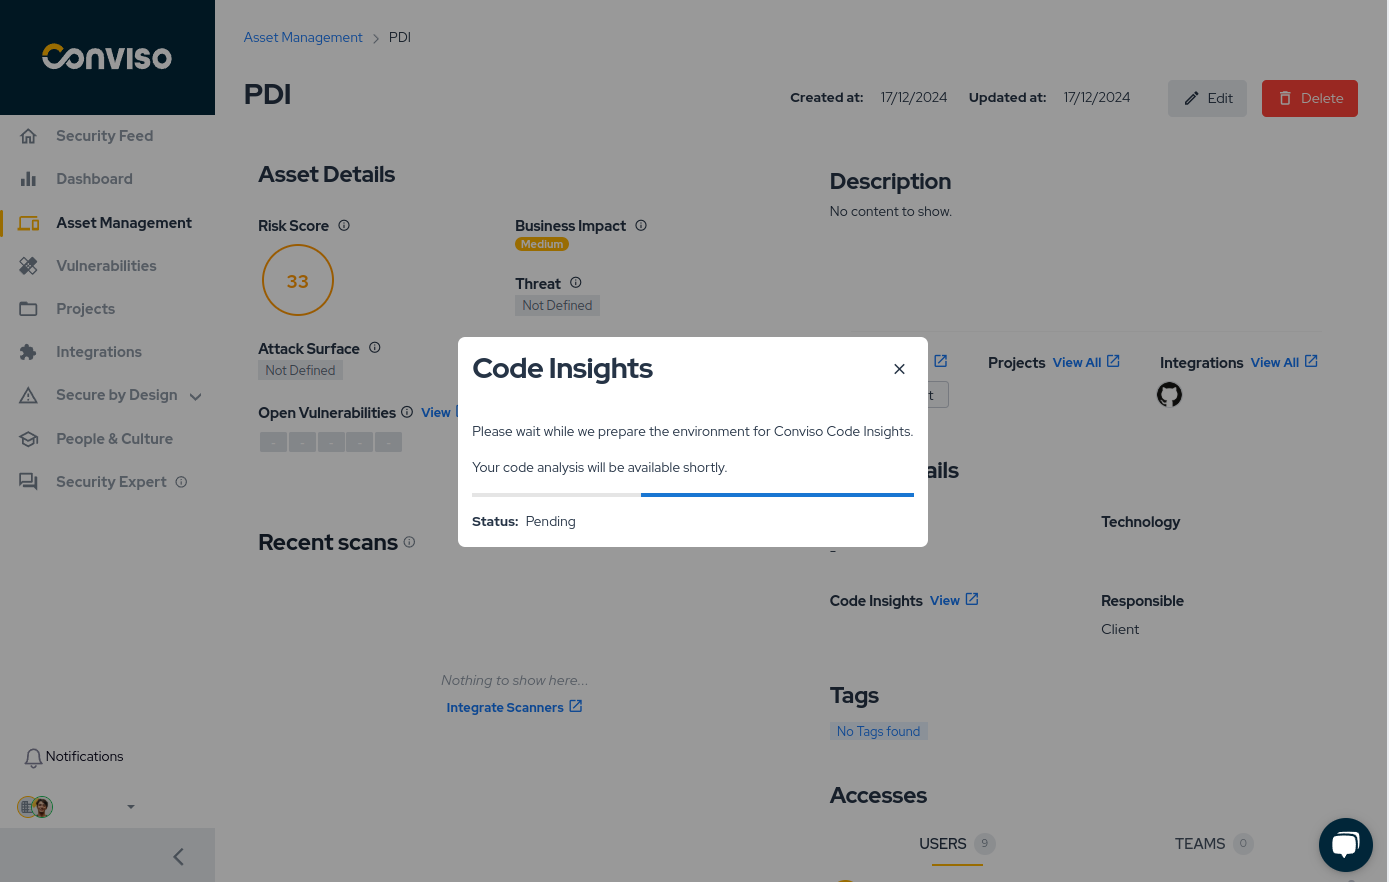 Conviso
Security Feed
Dashboard
Asset Management
Vulnerabilities
Projects
Integrations
Secure by Design
People & Culture
Security Expert
Notifications
Asset Management > PDI
PDI
Created at: 17/12/2024 Updated at: 17/12/2024
Edit
Delete
Asset Details
Risk Score
33
Business Impact
Medium
Threat
Not Defined
Attack Surface
Not Defined
Open Vulnerabilities View
- - - - -
Recent scans
Nothing to show here...
Integrate Scanners
Description
No content to show.
Projects View All
Integrations View All
t
ails
Technology
-
Code Insights View
Responsible
Client
Tags
No Tags found
Accesses
USERS 9
TEAMS 0
Code Insights
Please wait while we prepare the environment for Conviso Code Insights.
Your code analysis will be available shortly.
Status: Pending